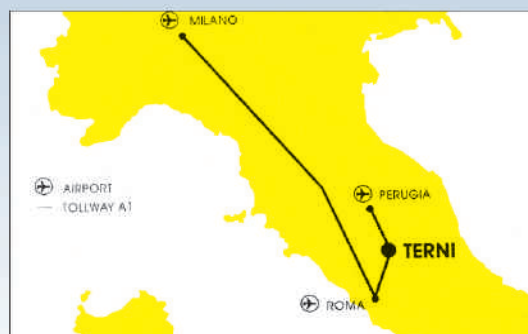 MILANO
AIRPORT
TOLLWAY A1
PERUGIA
TERNI
ROMA